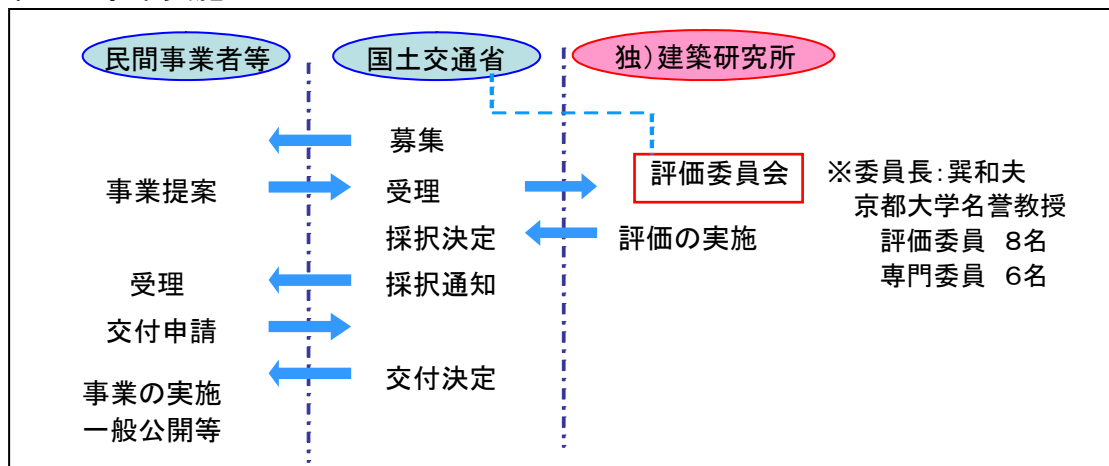 民間事業者等 国土交通省 独)建築研究所
募集
事業提案 受理 評価委員会 ※委員長:巽和夫
京都大学名誉教授
採択決定 評価の実施 評価委員 8名
受理 採択通知 専門委員 6名
交付申請
交付決定
事業の実施
一般公開等